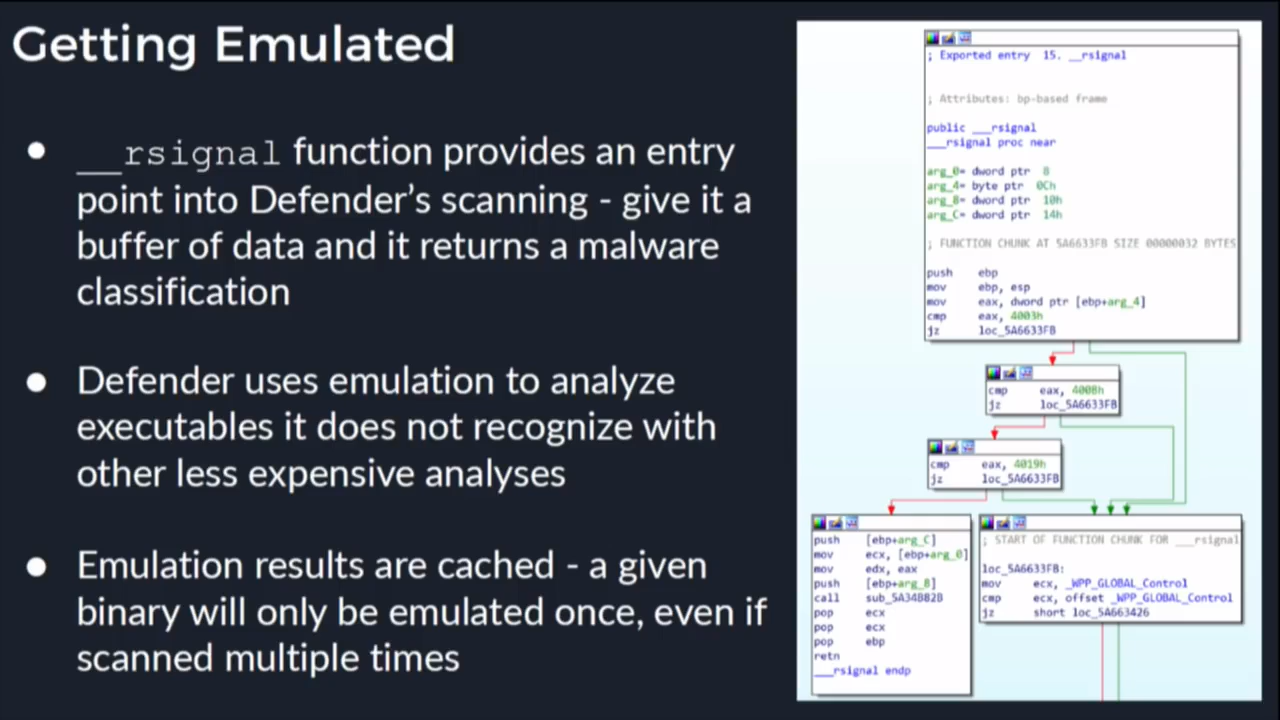 Getting Emulated
● __rsignal function provides an entry
point into Defender’s scanning - give it a
buffer of data and it returns a malware
classification
● Defender uses emulation to analyze
executables it does not recognize with
other less expensive analyses
● Emulation results are cached - a given
binary will only be emulated once, even if
scanned multiple times
; Exported entry 15. __rsignal
; Attributes: bp-based frame
public ___rsignal
___rsignal proc near
arg_0= dword ptr 8
arg_4= byte ptr 0Ch
arg_8= dword ptr 10h
arg_C= dword ptr 14h
; FUNCTION CHUNK AT 5A6633FB SIZE 00000032 BYTES
push ebp
mov ebp, esp
mov eax, dword ptr [ebp+arg_4]
cmp eax, 4003h
jz loc_5A6633FB
cmp eax, 400Bh
jz loc_5A6633FB
cmp eax, 4019h
jz loc_5A6633FB
push [ebp+arg_C]
mov ecx, [ebp+arg_0]
mov edx, eax
push [ebp+arg_8]
call sub_5A34BB2B
pop ecx
pop ecx
pop ebp
retn
___rsignal endp
; START OF FUNCTION CHUNK FOR ___rsignal
loc_5A6633FB:
mov ecx, _WPP_GLOBAL_Control
cmp ecx, offset _WPP_GLOBAL_Control
jz short loc_5A663426